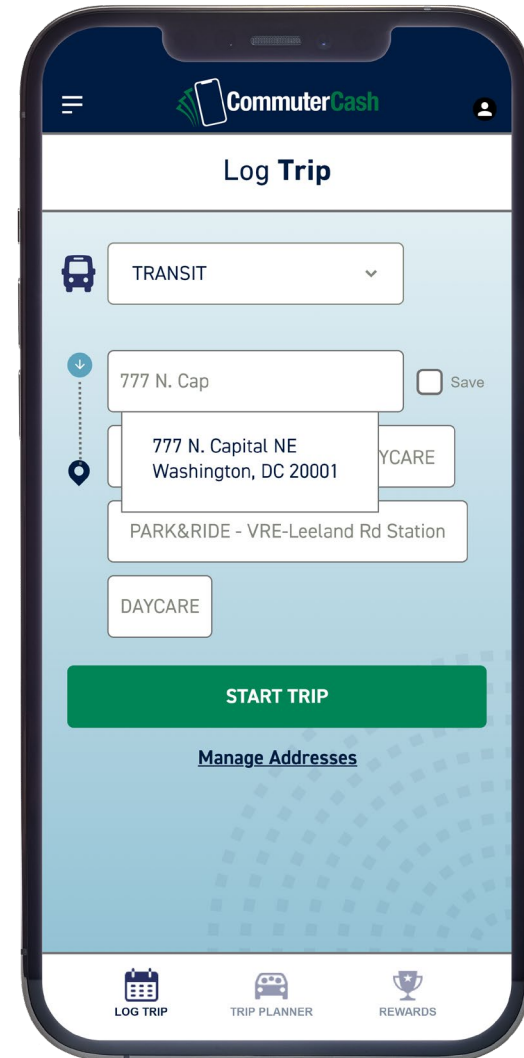 CommuterCash
Log Trip
TRANSIT
777 N. Cap
Save
777 N. Capital NE
Washington, DC 20001
YCARE
PARK&RIDE - VRE-Leeland Rd Station
DAYCARE
START TRIP
Manage Addresses
LOG TRIP
TRIP PLANNER
REWARDS